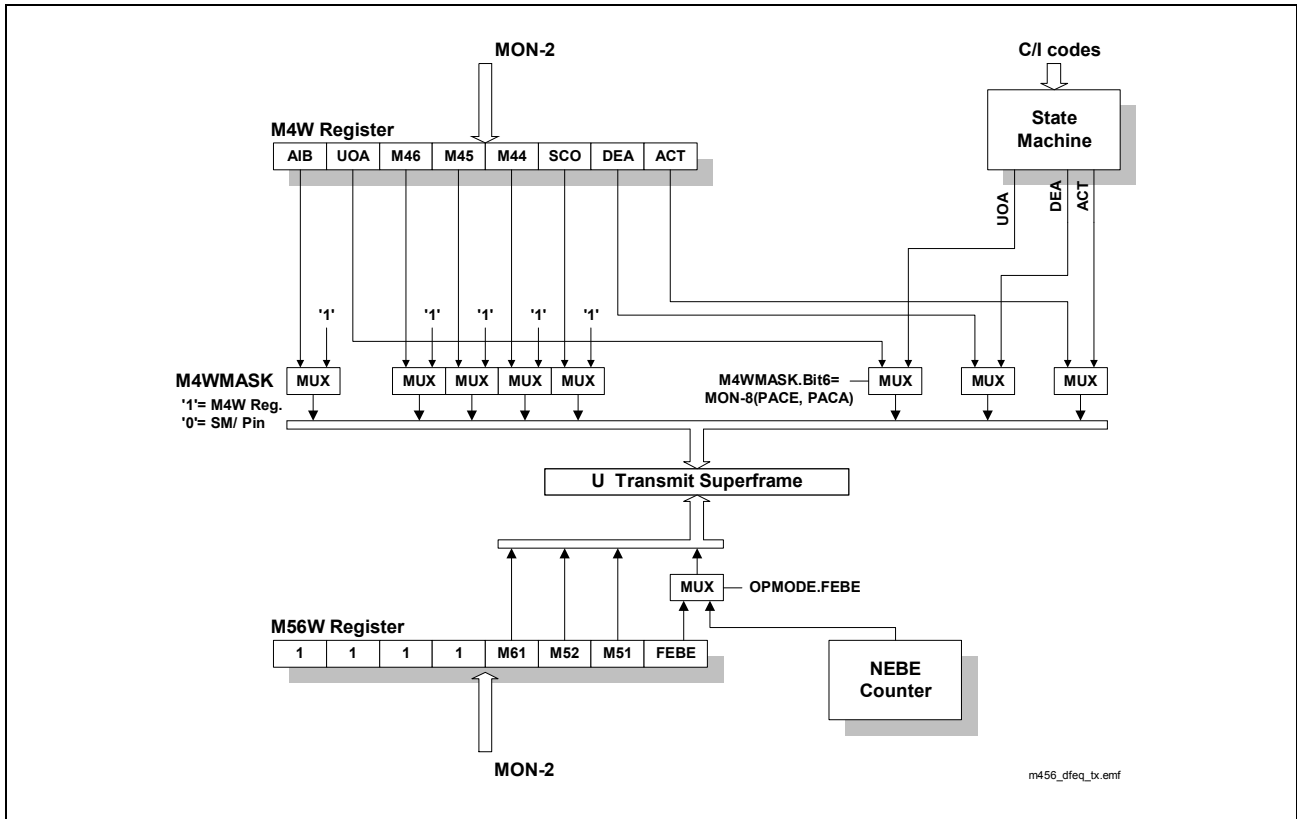 MON-2
C/I codes
State
Machine
M4W Register
AIB UOA M46 M45 M44 SCO DEA ACT
UOA
DEA
ACT
'1' '1' '1' '1' '1'
M4WMASK
'1'= M4W Reg.
'0'= SM/ Pin
MUX MUX MUX MUX MUX
M4WMASK.Bit6=
MON-8(PACE, PACA)
MUX MUX MUX
U Transmit Superframe
MUX
OPMODE.FEBE
M56W Register
1 1 1 1 M61 M52 M51 FEBE
NEBE
Counter
MON-2
m456_dfeq_tx.emf